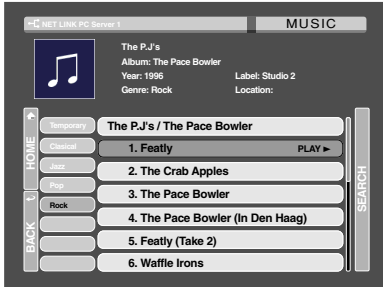 NET LINK PC Server 1
MUSIC
The P.J's
Album: The Pace Bowler
Year: 1996 Label: Studio 2
Genre: Rock Location:
HOME
BACK
Temporary
Clasical
Jazz
Pop
Rock
The P.J's / The Pace Bowler
1. Featly PLAY ►
2. The Crab Apples
3. The Pace Bowler
4. The Pace Bowler (In Den Haag)
5. Featly (Take 2)
6. Waffle Irons
SEARCH